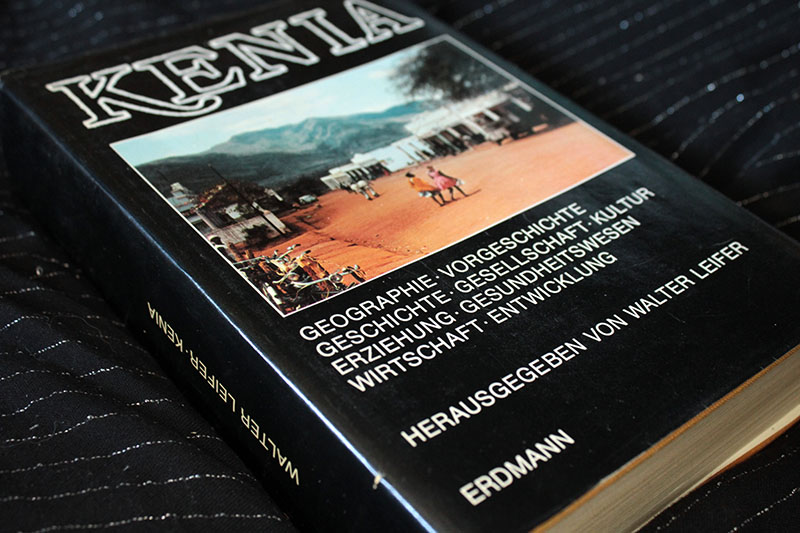 KENIA
GEOGRAPHIE · VORGESCHICHTE
GESCHICHTE · GESELLSCHAFT · KULTUR
ERZIEHUNG · GESUNDHEITSWESEN
WIRTSCHAFT · ENTWICKLUNG
HERAUSGEGEBEN VON WALTER LEIFER
ERDMANN
WALTER LEIFER · KENIA